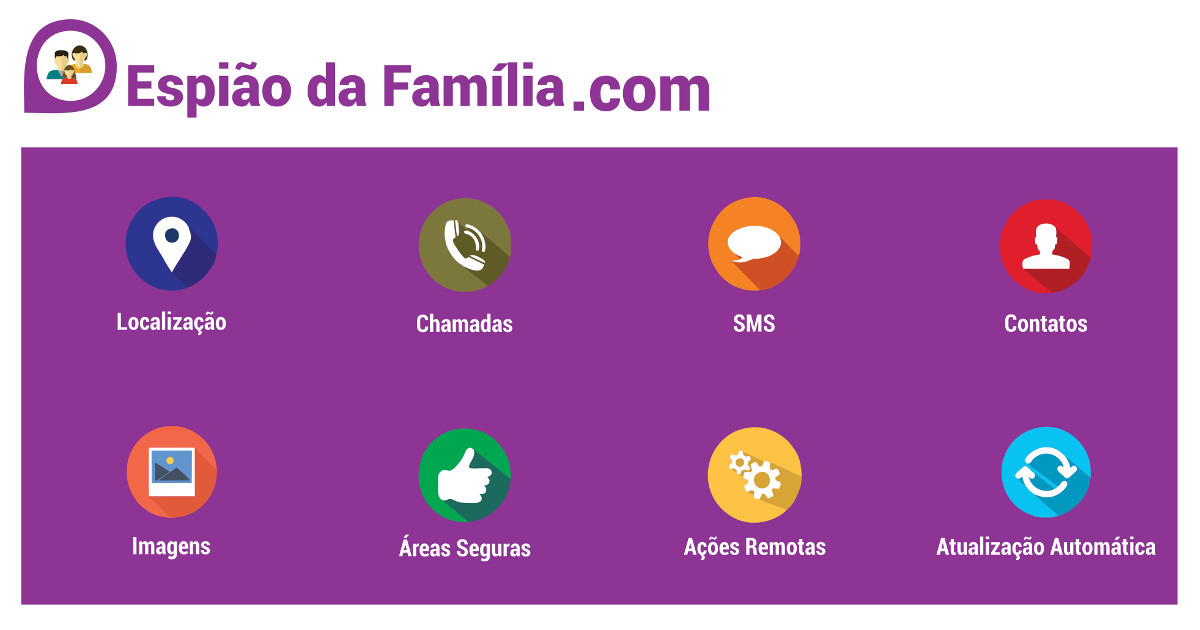 Espião da Família.com
Localização
Chamadas
SMS
Contatos
Imagens
Áreas Seguras
Ações Remotas
Atualização Automática